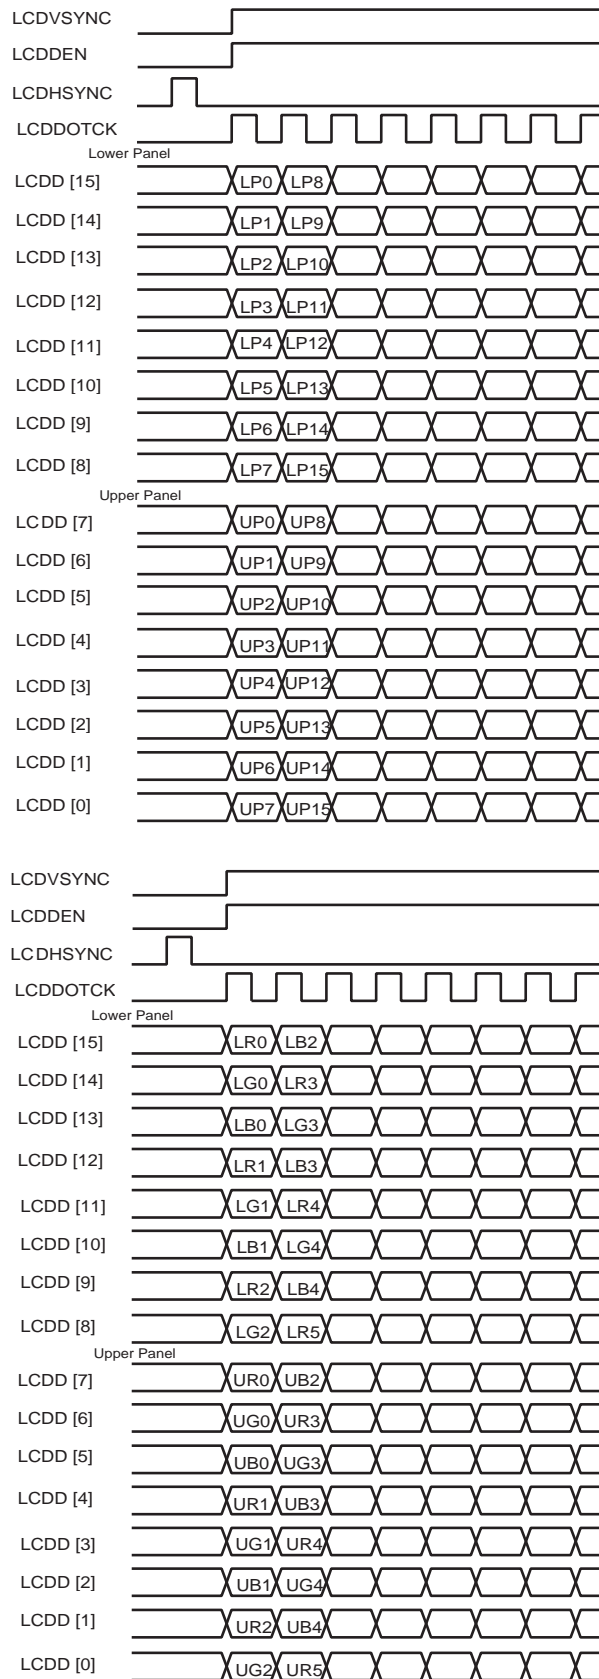 LCDVSYNC
LCDDEN
LCDHSYNC
LCDDOTCK
Lower Panel
LCDD [15] LP0 LP8
LCDD [14] LP1 LP9
LCDD [13] LP2 LP10
LCDD [12] LP3 LP11
LCDD [11] LP4 LP12
LCDD [10] LP5 LP13
LCDD [9] LP6 LP14
LCDD [8] LP7 LP15
Upper Panel
LCDD [7] UP0 UP8
LCDD [6] UP1 UP9
LCDD [5] UP2 UP10
LCDD [4] UP3 UP11
LCDD [3] UP4 UP12
LCDD [2] UP5 UP13
LCDD [1] UP6 UP14
LCDD [0] UP7 UP15
LCDVSYNC
LCDDEN
LCDHSYNC
LCDDOTCK
Lower Panel
LCDD [15] LR0 LB2
LCDD [14] LG0 LR3
LCDD [13] LB0 LG3
LCDD [12] LR1 LB3
LCDD [11] LG1 LR4
LCDD [10] LB1 LG4
LCDD [9] LR2 LB4
LCDD [8] LG2 LR5
Upper Panel
LCDD [7] UR0 UB2
LCDD [6] UG0 UR3
LCDD [5] UB0 UG3
LCDD [4] UR1 UB3
LCDD [3] UG1 UR4
LCDD [2] UB1 UG4
LCDD [1] UR2 UB4
LCDD [0] UG2 UR5